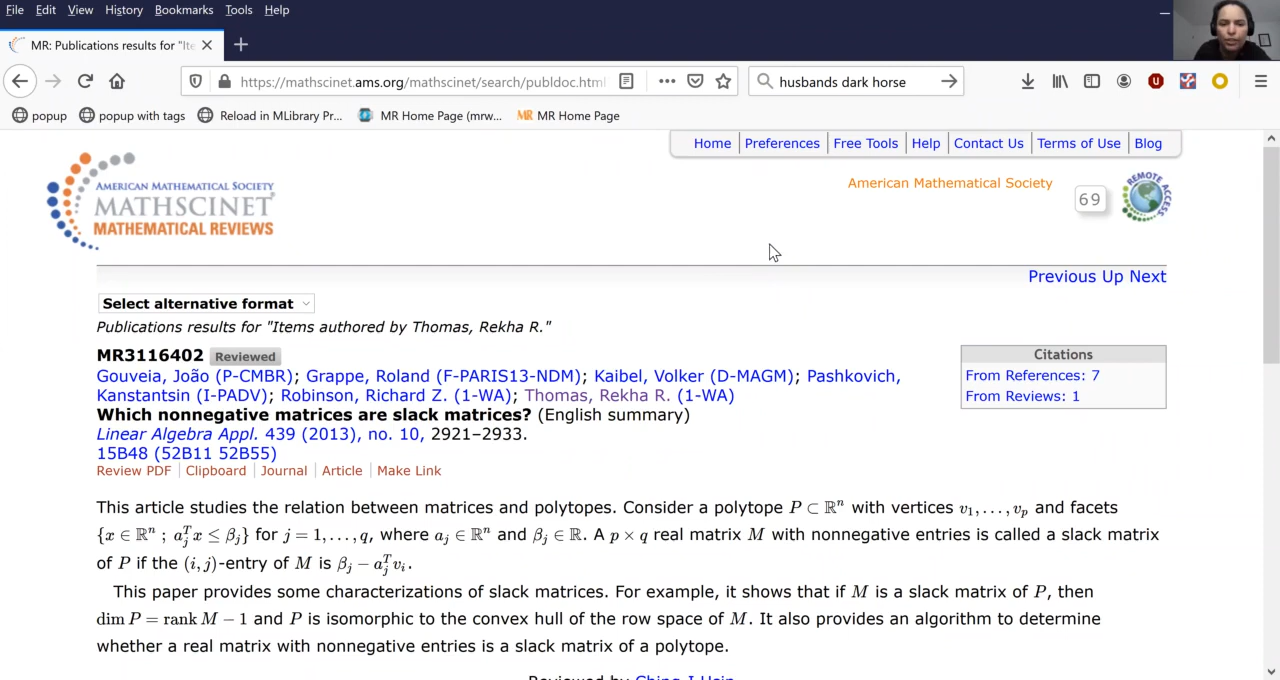 File Edit View History Bookmarks Tools Help
MR: Publications results for "Ite
https://mathscinet.ams.org/mathscinet/search/publdoc.html
husbands dark horse
popup popup with tags Reload in MLibrary Pr... MR Home Page (mrw... MR MR Home Page
Home Preferences Free Tools Help Contact Us Terms of Use Blog
AMERICAN MATHEMATICAL SOCIETY
MATHSCINET
MATHEMATICAL REVIEWS
American Mathematical Society
69
REMOTE ACCESS
Previous Up Next
Select alternative format
Publications results for "Items authored by Thomas, Rekha R."
MR3116402 Reviewed
Gouveia, João (P-CMBR); Grappe, Roland (F-PARIS13-NDM); Kaibel, Volker (D-MAGM); Pashkovich,
Kanstantsin (I-PADV); Robinson, Richard Z. (1-WA); Thomas, Rekha R. (1-WA)
Which nonnegative matrices are slack matrices? (English summary)
Linear Algebra Appl. 439 (2013), no. 10, 2921–2933.
15B48 (52B11 52B55)
Review PDF Clipboard Journal Article Make Link
Citations
From References: 7
From Reviews: 1
This article studies the relation between matrices and polytopes. Consider a polytope P ⊂ ℝⁿ with vertices v₁, . . . , vₚ and facets
{x ∈ ℝⁿ ; aⱼᵀx ≤ βⱼ} for j = 1, . . . , q, where aⱼ ∈ ℝⁿ and βⱼ ∈ ℝ. A p × q real matrix M with nonnegative entries is called a slack matrix
of P if the (i, j)-entry of M is βⱼ − aⱼᵀvᵢ.
This paper provides some characterizations of slack matrices. For example, it shows that if M is a slack matrix of P, then
dim P = rank M − 1 and P is isomorphic to the convex hull of the row space of M. It also provides an algorithm to determine
whether a real matrix with nonnegative entries is a slack matrix of a polytope.
Reviewed by Ching-I Hsin